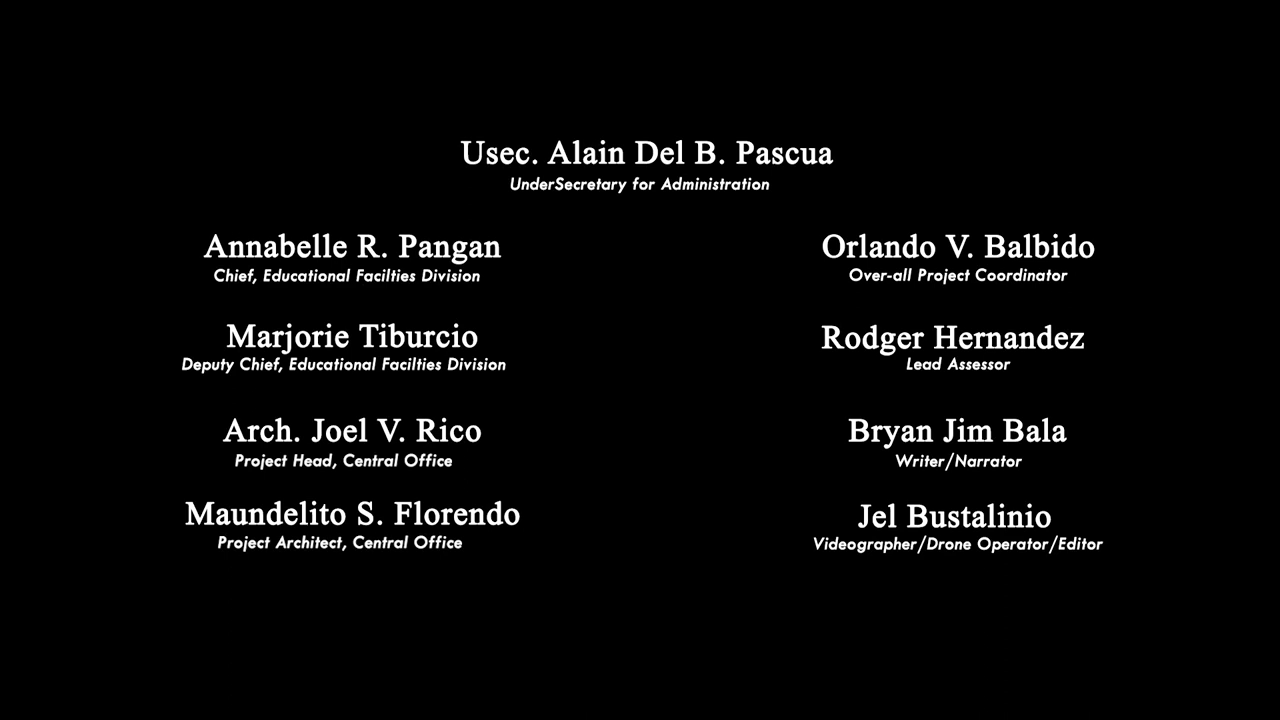 Usec. Alain Del B. Pascua
UnderSecretary for Administration
Annabelle R. Pangan
Chief, Educational Facilties Division
Marjorie Tiburcio
Deputy Chief, Educational Facilties Division
Arch. Joel V. Rico
Project Head, Central Office
Maundelito S. Florendo
Project Architect, Central Office
Orlando V. Balbido
Over-all Project Coordinator
Rodger Hernandez
Lead Assessor
Bryan Jim Bala
Writer/Narrator
Jel Bustalinio
Videographer/Drone Operator/Editor